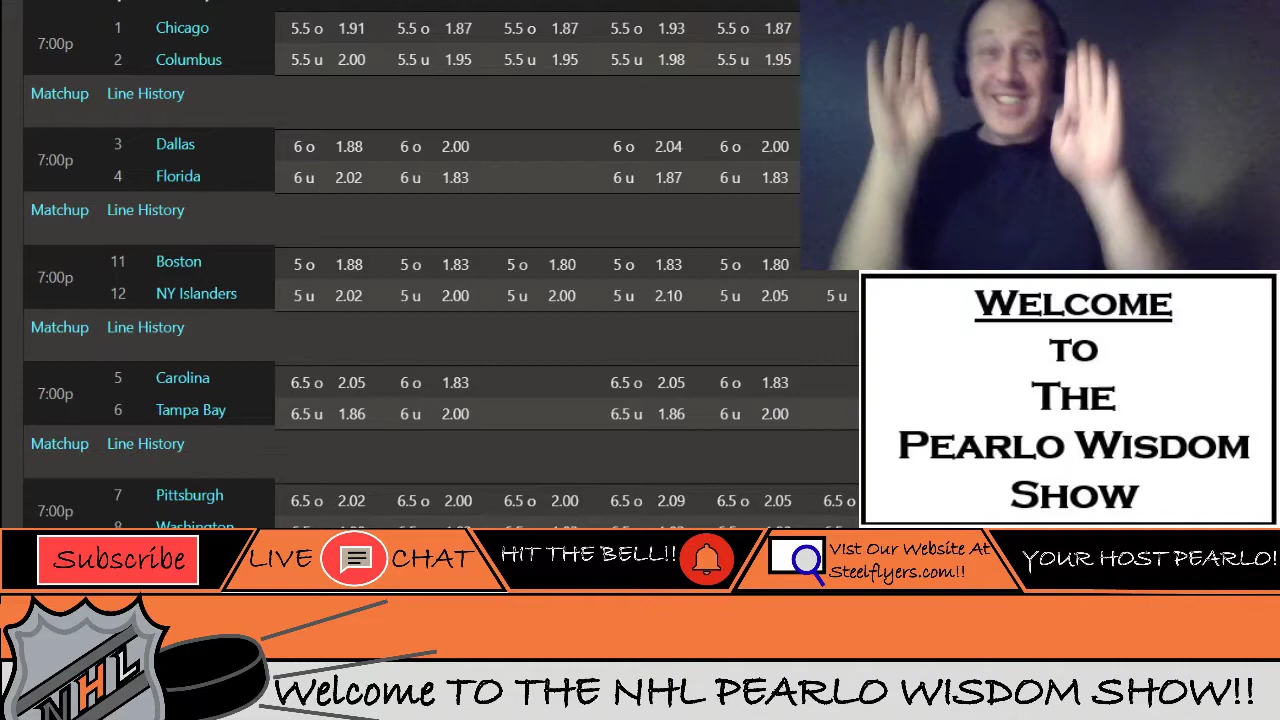 1 Chicago 5.5 o 1.91 5.5 o 1.87 5.5 o 1.87 5.5 o 1.93 5.5 o 1.87
7:00p
2 Columbus 5.5 u 2.00 5.5 u 1.95 5.5 u 1.95 5.5 u 1.98 5.5 u 1.95
Matchup Line History
3 Dallas 6 o 1.88 6 o 2.00 6 o 2.04 6 o 2.00
7:00p
4 Florida 6 u 2.02 6 u 1.83 6 u 1.87 6 u 1.83
Matchup Line History
11 Boston 5 o 1.88 5 o 1.83 5 o 1.80 5 o 1.83 5 o 1.80
7:00p
12 NY Islanders 5 u 2.02 5 u 2.00 5 u 2.00 5 u 2.10 5 u 2.05 5 u
Matchup Line History
5 Carolina 6.5 o 2.05 6 o 1.83 6.5 o 2.05 6 o 1.83
7:00p
6 Tampa Bay 6.5 u 1.86 6 u 2.00 6.5 u 1.86 6 u 2.00
Matchup Line History
7 Pittsburgh 6.5 o 2.02 6.5 o 2.00 6.5 o 2.00 6.5 o 2.09 6.5 o 2.05 6.5 o
7:00p
8 Washington
WELCOME
TO
THE
PEARLO WISDOM
SHOW
Subscribe
LIVE CHAT
HIT THE BELL!!
VIst Our WebsIte At
Steelflyers.com!!
YOUR HOST PEARLO!
NHL
Welcome TO THE NHL PEARLO WISDOM SHOW!!